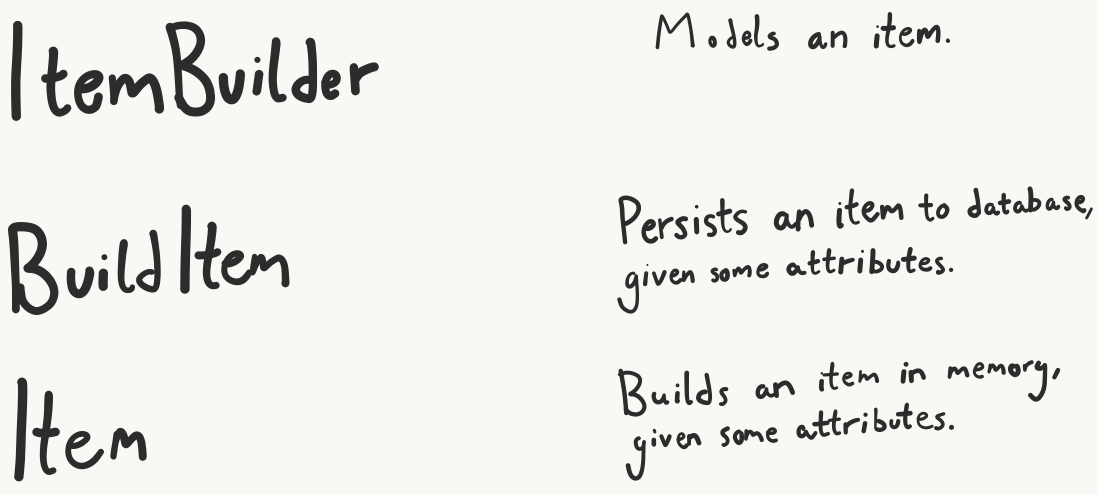 ItemBuilder
Models an item.
BuildItem
Persists an item to database,
given some attributes.
Item
Builds an item in memory,
given some attributes.